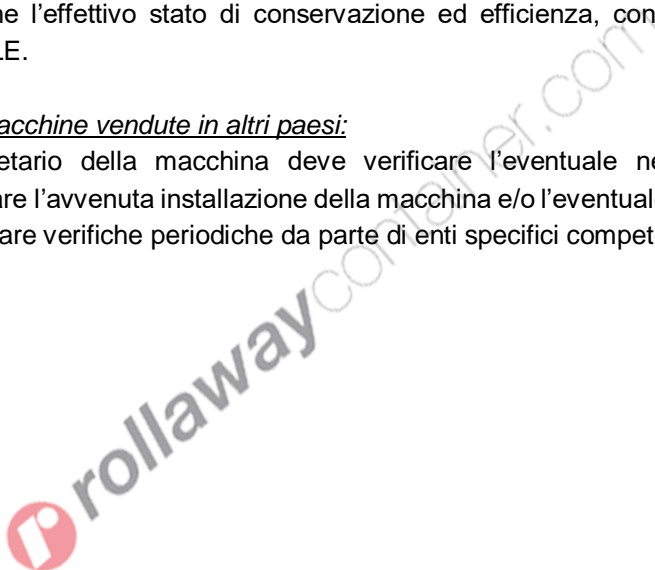 ne l’effettivo stato di conservazione ed efficienza, con
LE.
acchine vendute in altri paesi:
etario della macchina deve verificare l’eventuale ne
are l’avvenuta installazione della macchina e/o l’eventuale
are verifiche periodiche da parte di enti specifici compet
rollawaycontainer.com